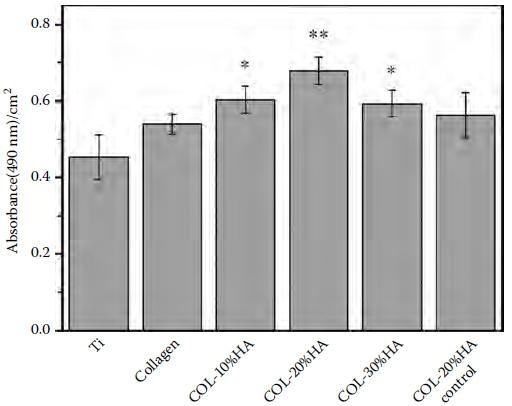 Absorbance(490 nm)/cm²
0.8
0.6
0.4
0.2
0.0
*
**
*
Ti
Collagen
COL-10%HA
COL-20%HA
COL-30%HA
COL-20%HA
control